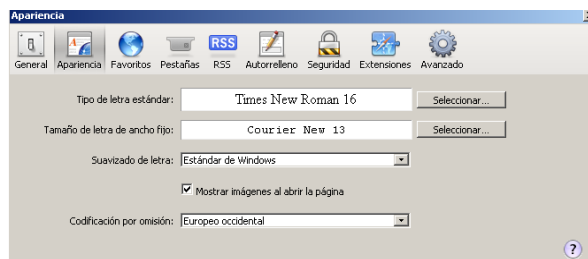 Apariencia
General Apariencia Favoritos Pestañas RSS Autorrelleno Seguridad Extensiones Avanzado
Tipo de letra estándar: Times New Roman 16 Seleccionar...
Tamaño de letra de ancho fijo: Courier New 13 Seleccionar...
Suavizado de letra: Estándar de Windows
Mostrar imágenes al abrir la página
Codificación por omisión: Europeo occidental
?